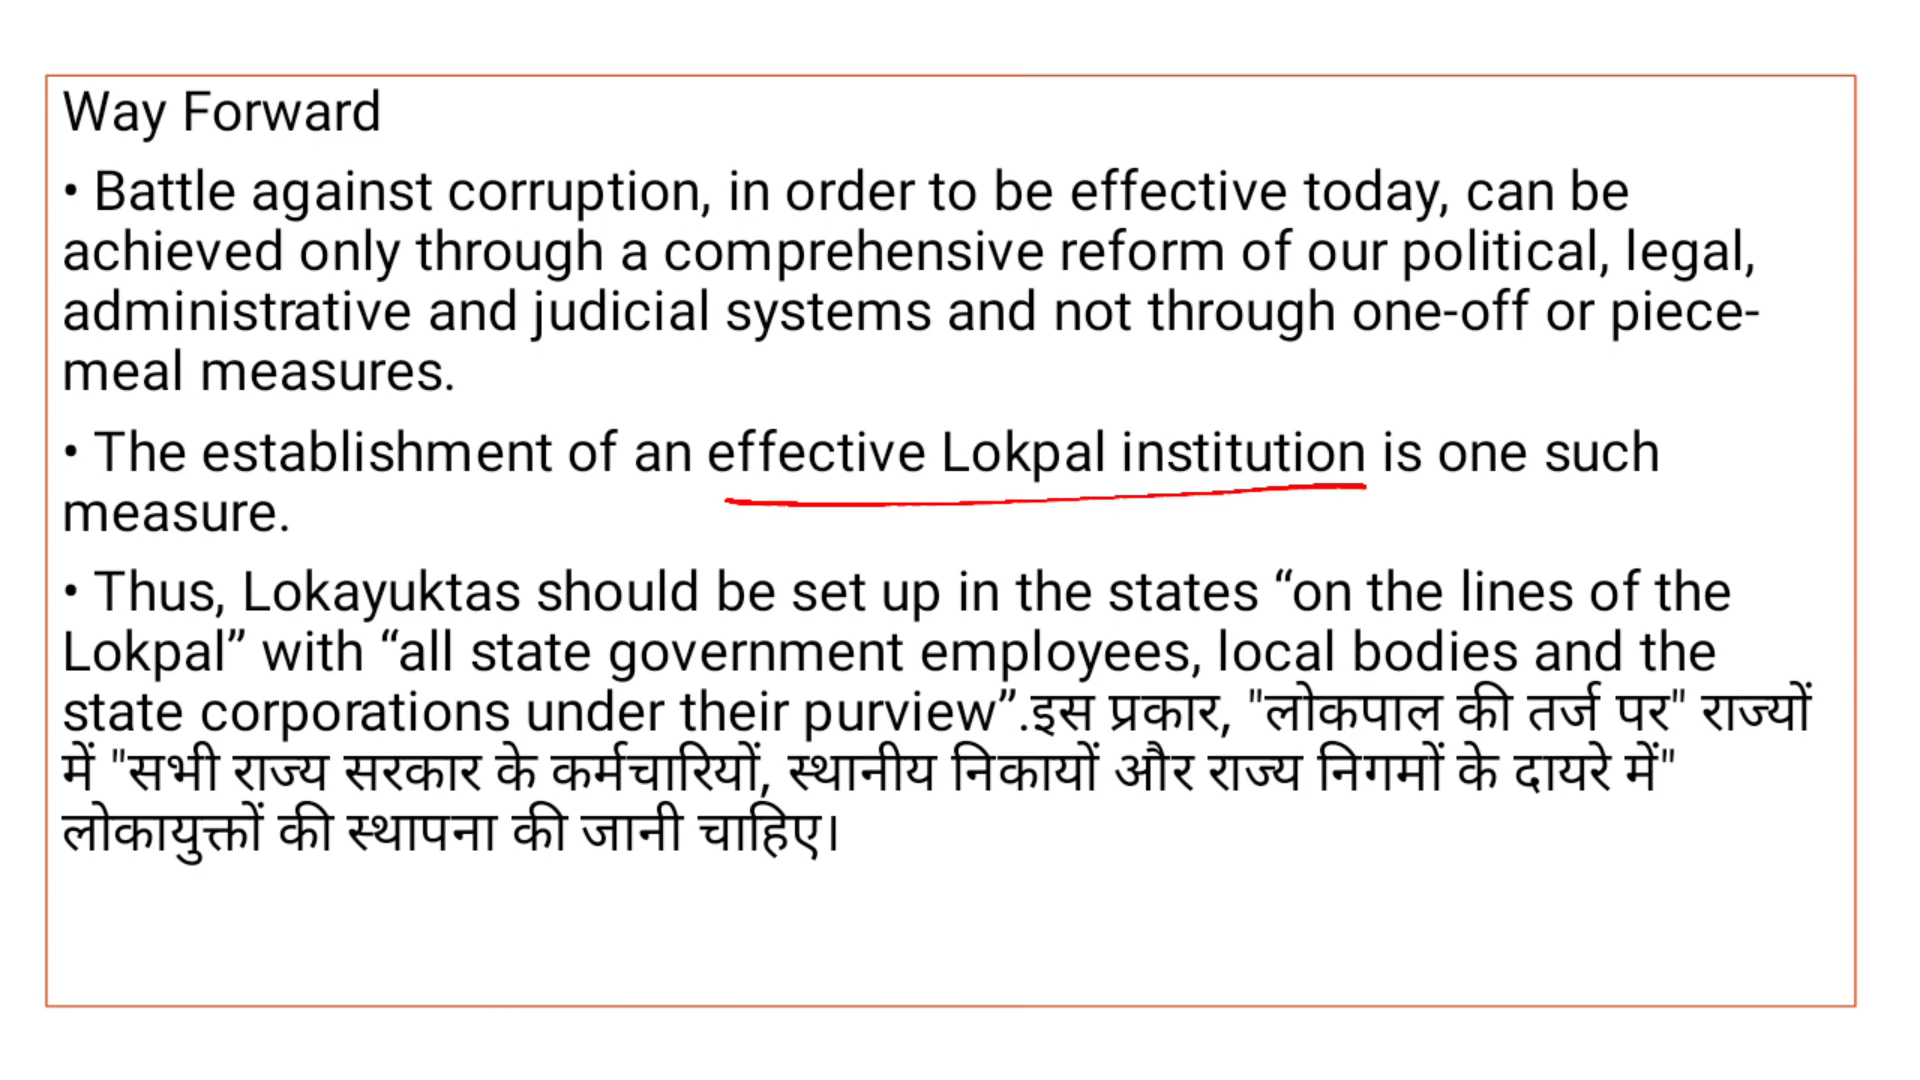 Way Forward
• Battle against corruption, in order to be effective today, can be
achieved only through a comprehensive reform of our political, legal,
administrative and judicial systems and not through one-off or piece-
meal measures.
• The establishment of an effective Lokpal institution is one such
measure.
• Thus, Lokayuktas should be set up in the states “on the lines of the
Lokpal” with “all state government employees, local bodies and the
state corporations under their purview”.इस प्रकार, "लोकपाल की तर्ज पर" राज्यों
में "सभी राज्य सरकार के कर्मचारियों, स्थानीय निकायों और राज्य निगमों के दायरे में"
लोकायुक्तों की स्थापना की जानी चाहिए।